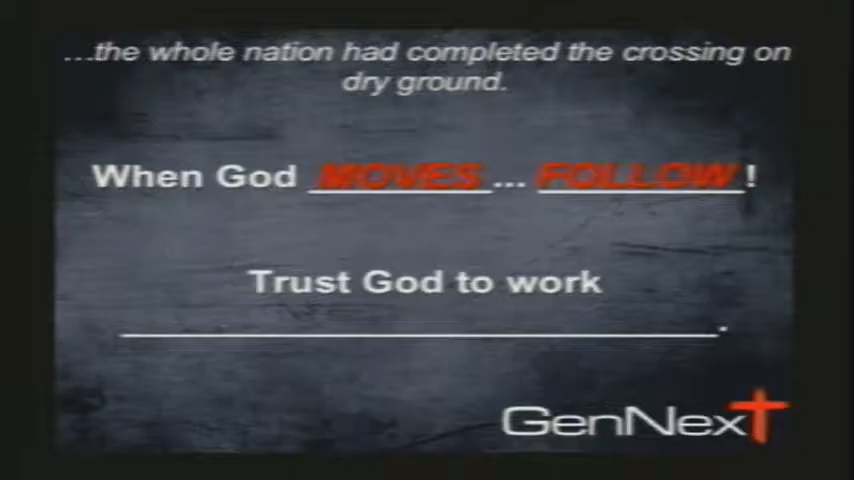 ...the whole nation had completed the crossing on
dry ground.
When God MOVES... FOLLOW!
Trust God to work
____________________.
GenNext